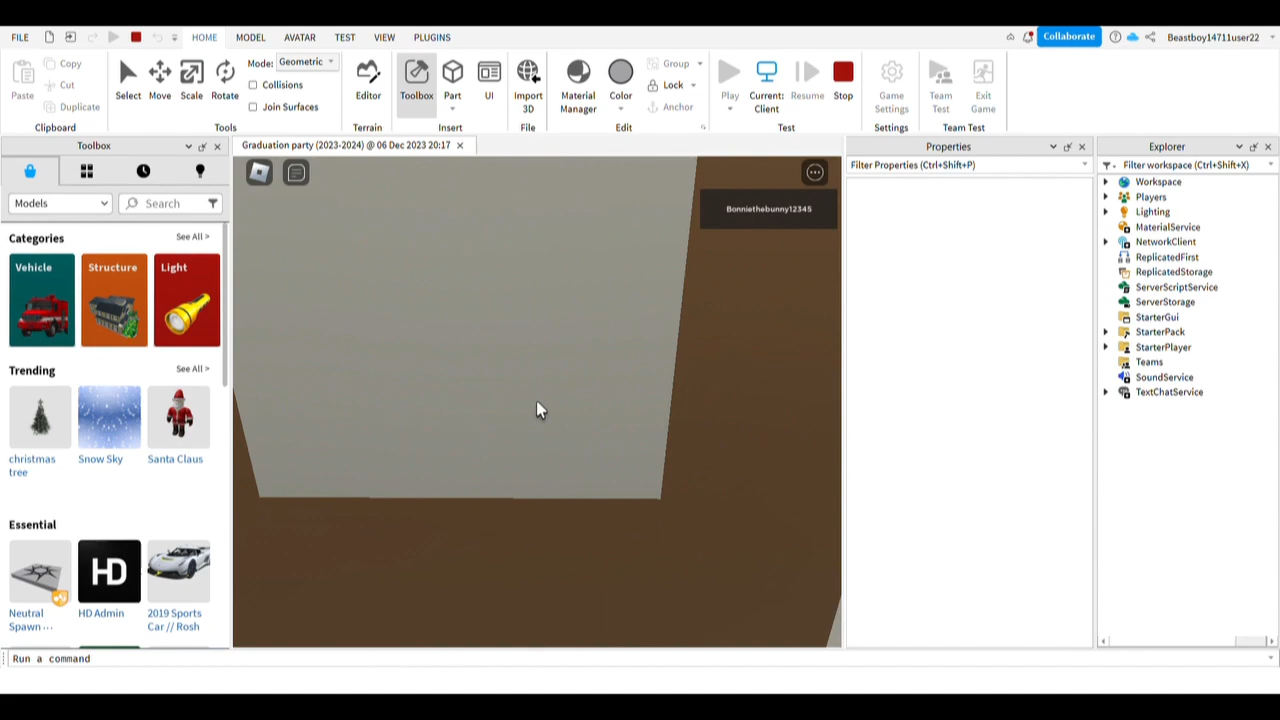 FILE HOME MODEL AVATAR TEST VIEW PLUGINS Collaborate Beastboy14711user22
Paste Copy Cut Duplicate Clipboard
Select Move Scale Rotate Mode: Geometric Collisions Join Surfaces Tools
Editor Terrain
Toolbox Part UI Insert
Import 3D File
Material Manager Color Group Lock Anchor Edit
Play Current: Client Resume Stop Test
Game Settings Settings
Team Test Exit Game Team Test
Toolbox
Models Search
Categories See All >
Vehicle Structure Light
Trending See All >
christmas tree Snow Sky Santa Claus
Essential
HD
Neutral Spawn ... HD Admin 2019 Sports Car // Rosh
Graduation party (2023-2024) @ 06 Dec 2023 20:17
Bonniethebunny12345
Properties
Filter Properties (Ctrl+Shift+P)
Explorer
Filter workspace (Ctrl+Shift+X)
Workspace
Players
Lighting
MaterialService
NetworkClient
ReplicatedFirst
ReplicatedStorage
ServerScriptService
ServerStorage
StarterGui
StarterPack
StarterPlayer
Teams
SoundService
TextChatService
Run a command